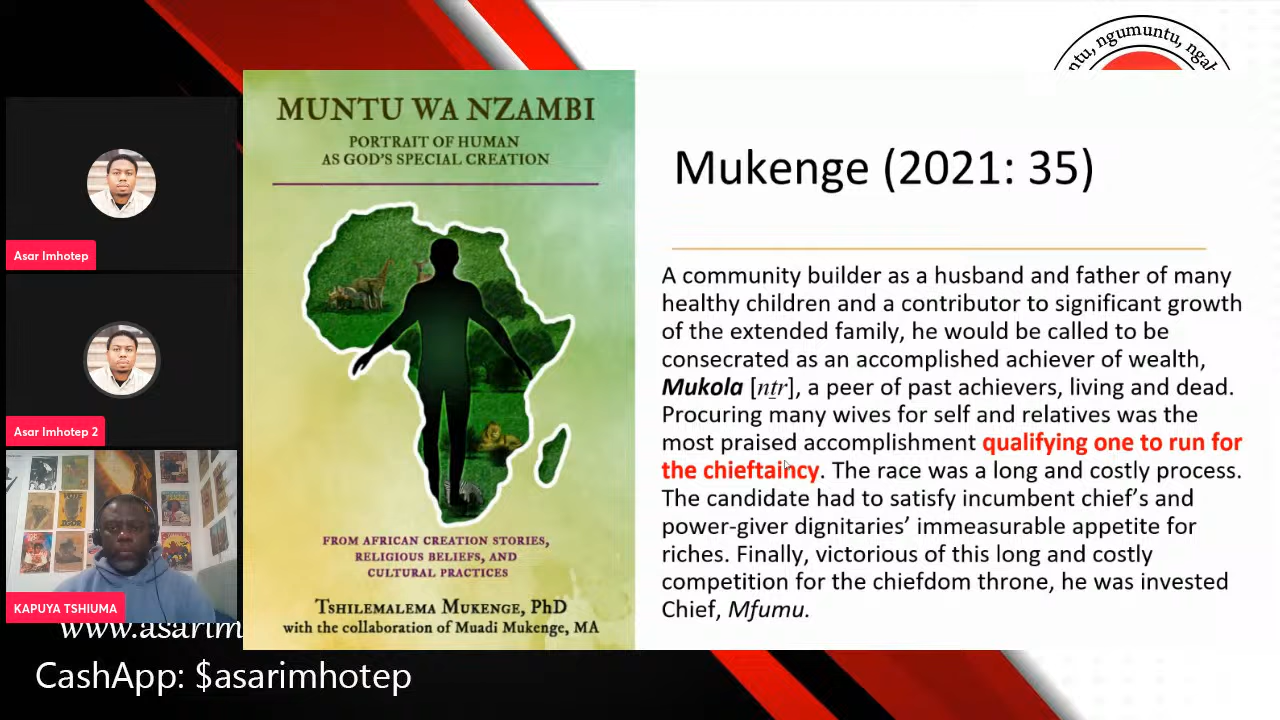 ntu, ngumuntu,
Asar Imhotep
Asar Imhotep 2
KAPUYA TSHIUMA
CashApp: $asarimhotep
MUNTU WA NZAMBI
PORTRAIT OF HUMAN
AS GOD'S SPECIAL CREATION
FROM AFRICAN CREATION STORIES,
RELIGIOUS BELIEFS, AND
CULTURAL PRACTICES
TSHILEMALEMA MUKENGE, PHD
with the collaboration of Muadi Mukenge, MA
Mukenge (2021: 35)
A community builder as a husband and father of many
healthy children and a contributor to significant growth
of the extended family, he would be called to be
consecrated as an accomplished achiever of wealth,
Mukola [nṯr], a peer of past achievers, living and dead.
Procuring many wives for self and relatives was the
most praised accomplishment qualifying one to run for
the chieftaincy. The race was a long and costly process.
The candidate had to satisfy incumbent chief's and
power-giver dignitaries' immeasurable appetite for
riches. Finally, victorious of this long and costly
competition for the chiefdom throne, he was invested
Chief, Mfumu.